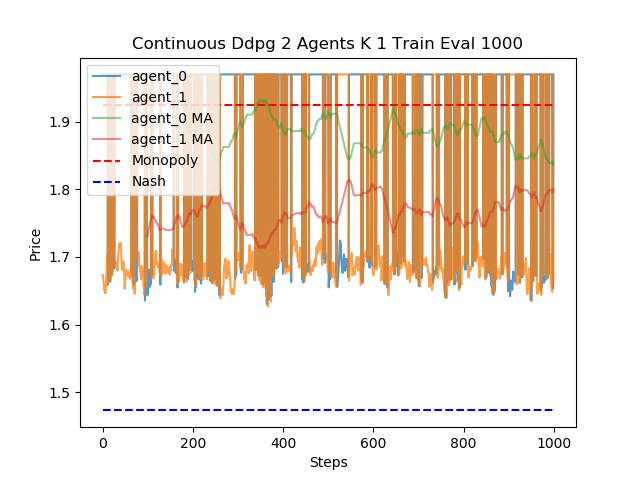 Continuous Ddpg 2 Agents K 1 Train Eval 1000
agent_0
agent_1
agent_0 MA
agent_1 MA
Monopoly
Nash
Price
1.9
1.8
1.7
1.6
1.5
0
200
400
600
800
1000
Steps